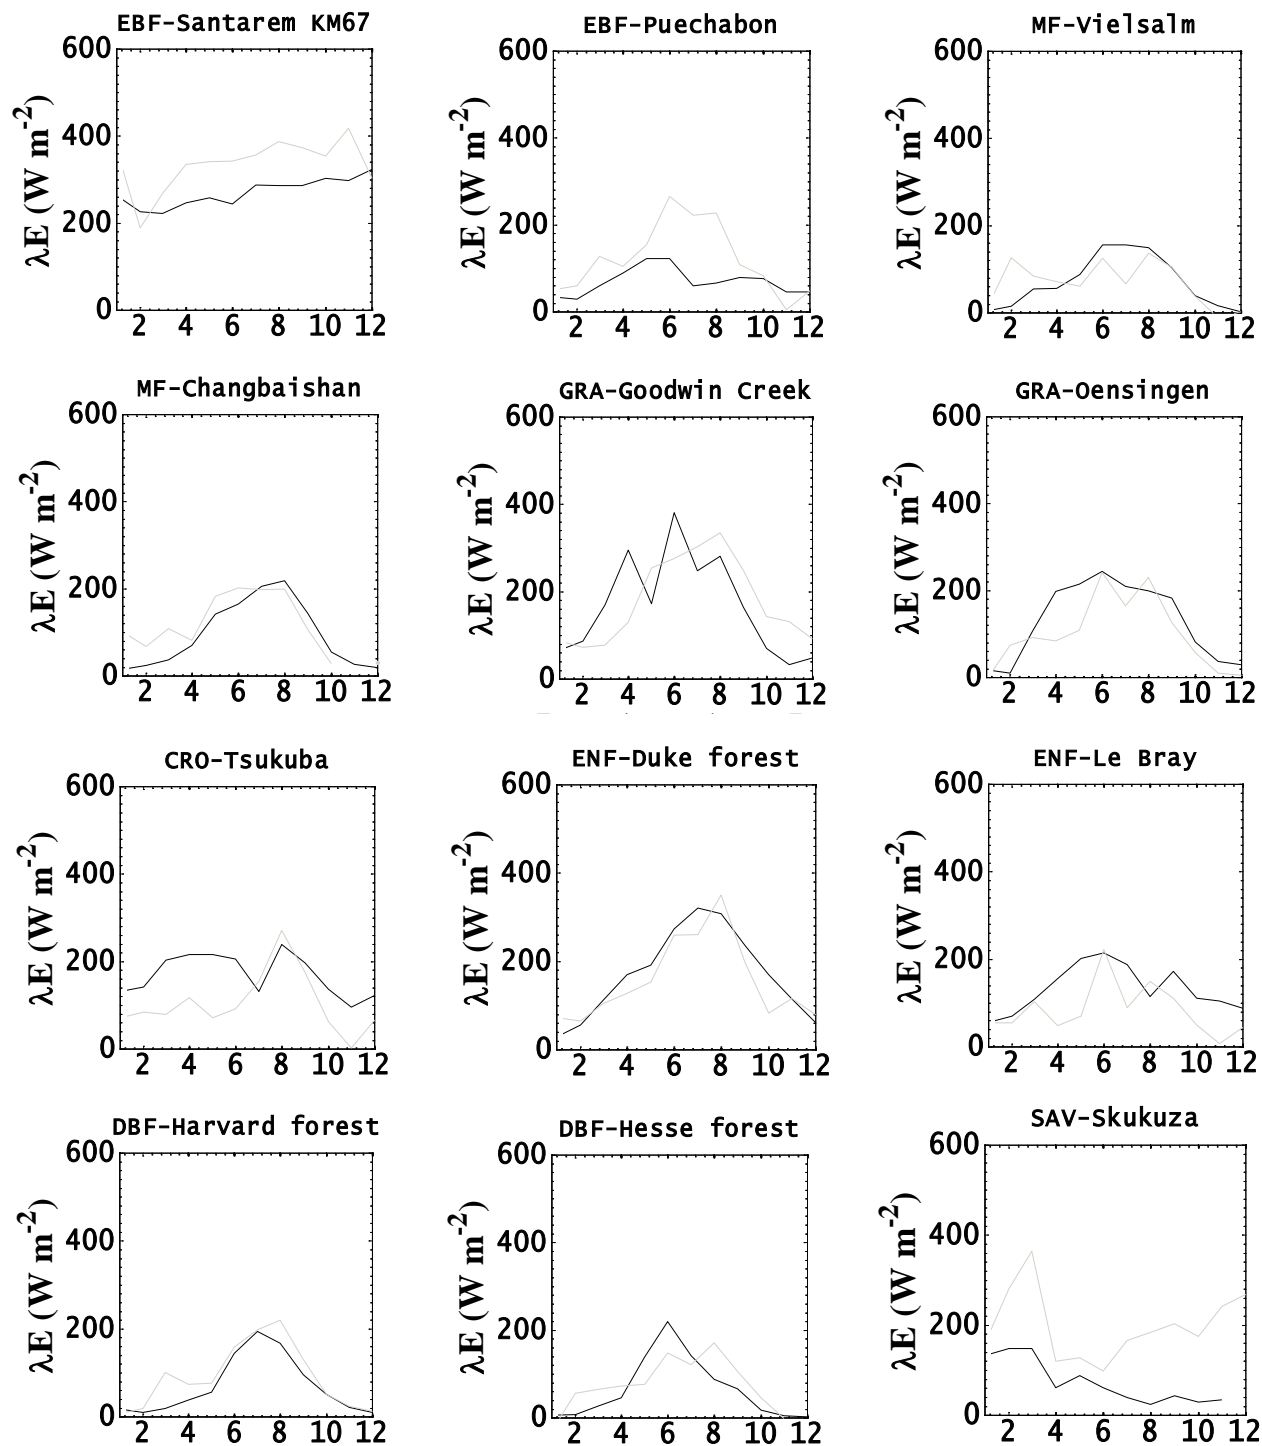 EBF-Santarem KM67
EBF-Puechabon
MF-Vielsalm
λE (W m-2)
600
400
200
0
2 4 6 8 10 12
λE (W m-2)
600
400
200
0
2 4 6 8 10 12
λE (W m-2)
600
400
200
0
2 4 6 8 10 12
MF-Changbaishan
GRA-Goodwin Creek
GRA-Oensingen
λE (W m-2)
600
400
200
0
2 4 6 8 10 12
λE (W m-2)
600
400
200
0
2 4 6 8 10 12
λE (W m-2)
600
400
200
0
2 4 6 8 10 12
CRO-Tsukuba
ENF-Duke forest
ENF-Le Bray
λE (W m-2)
600
400
200
0
2 4 6 8 10 12
λE (W m-2)
600
400
200
0
2 4 6 8 10 12
λE (W m-2)
600
400
200
0
2 4 6 8 10 12
DBF-Harvard forest
DBF-Hesse forest
SAV-Skukuza
λE (W m-2)
600
400
200
0
2 4 6 8 10 12
λE (W m-2)
600
400
200
0
2 4 6 8 10 12
λE (W m-2)
600
400
200
0
2 4 6 8 10 12